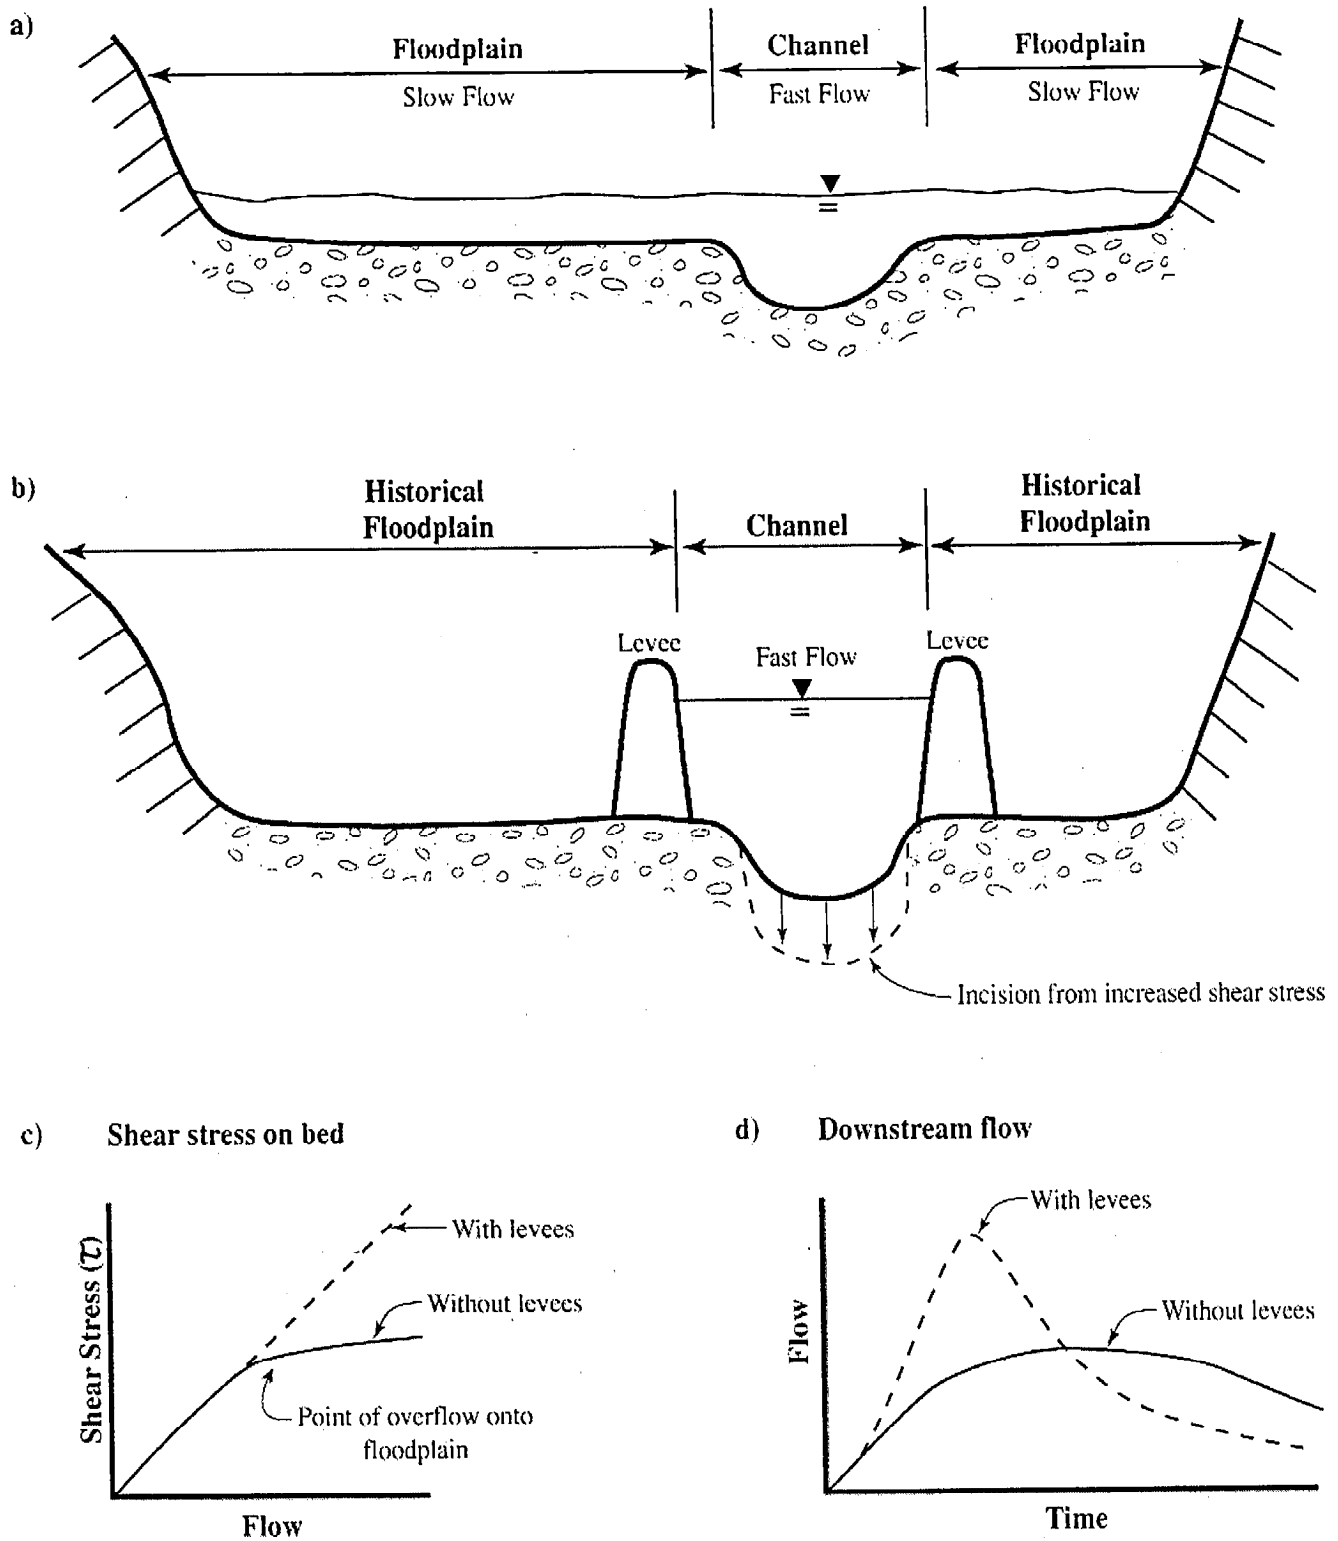 a)
Floodplain
Slow Flow
Channel
Fast Flow
Floodplain
Slow Flow
b)
Historical
Floodplain
Channel
Historical
Floodplain
Levee
Fast Flow
Levee
Incision from increased shear stress
c) Shear stress on bed
Shear Stress (τ)
With levees
Without levees
Point of overflow onto
floodplain
Flow
d) Downstream flow
Flow
With levees
Without levees
Time